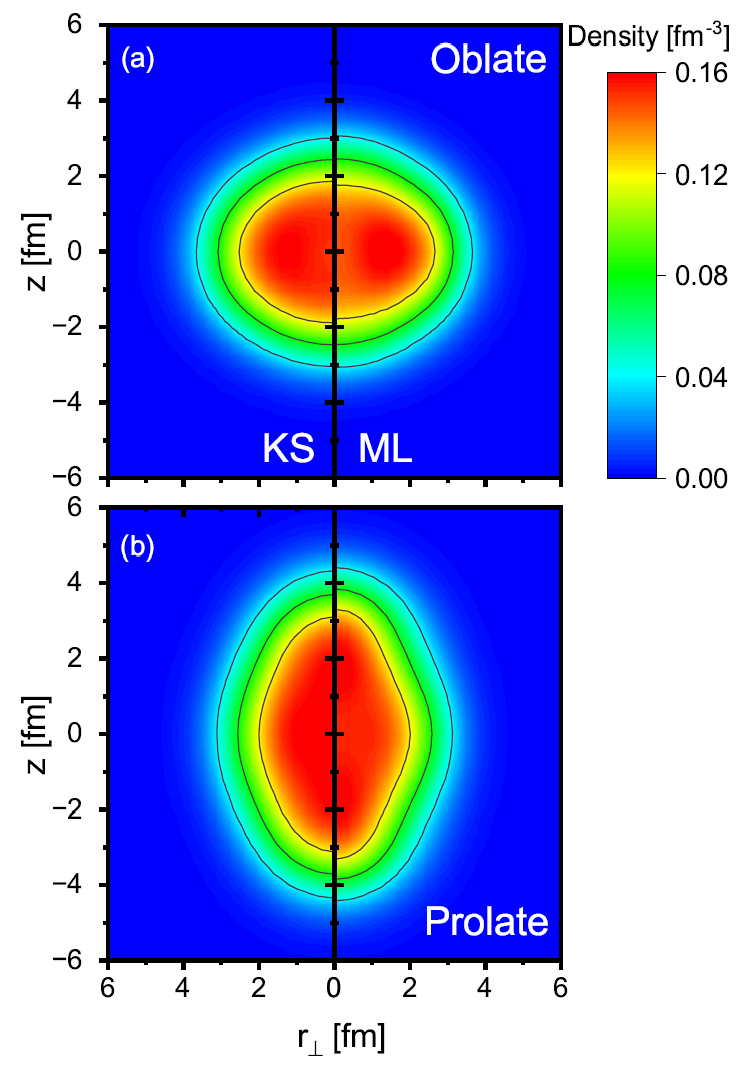 6
4
2
0
−2
−4
−6
z [fm]
(a)
Oblate
KS
ML
Density [fm⁻³]
0.16
0.12
0.08
0.04
0.00
6
4
2
0
−2
−4
−6
z [fm]
(b)
Prolate
6 4 2 0 2 4 6
r⊥ [fm]